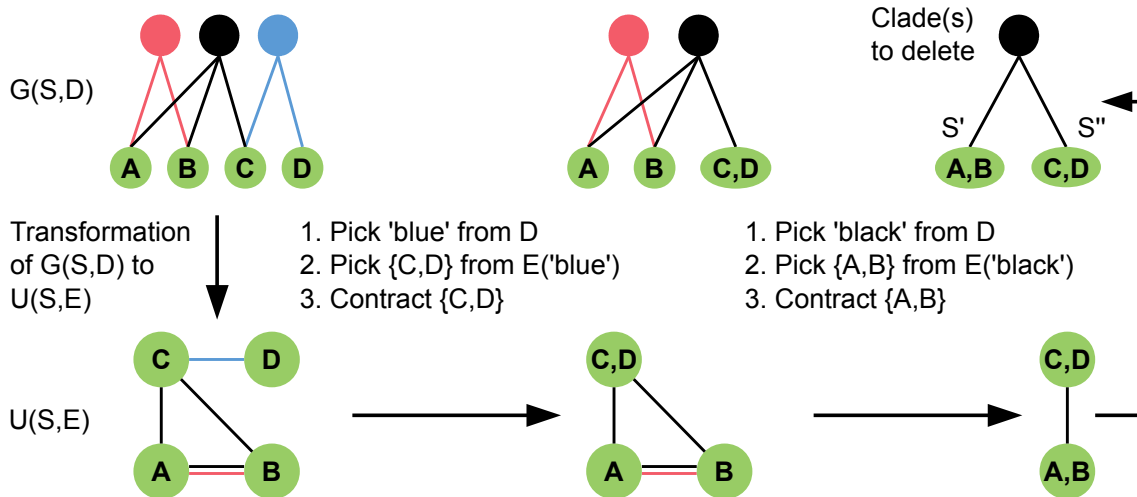 Clade(s)
to delete
G(S,D)
S' S''
A B C D
A B C,D
A,B C,D
Transformation
of G(S,D) to
U(S,E)
1. Pick 'blue' from D
2. Pick {C,D} from E('blue')
3. Contract {C,D}
1. Pick 'black' from D
2. Pick {A,B} from E('black')
3. Contract {A,B}
C D
C,D
C,D
U(S,E)
A B
A B
A,B